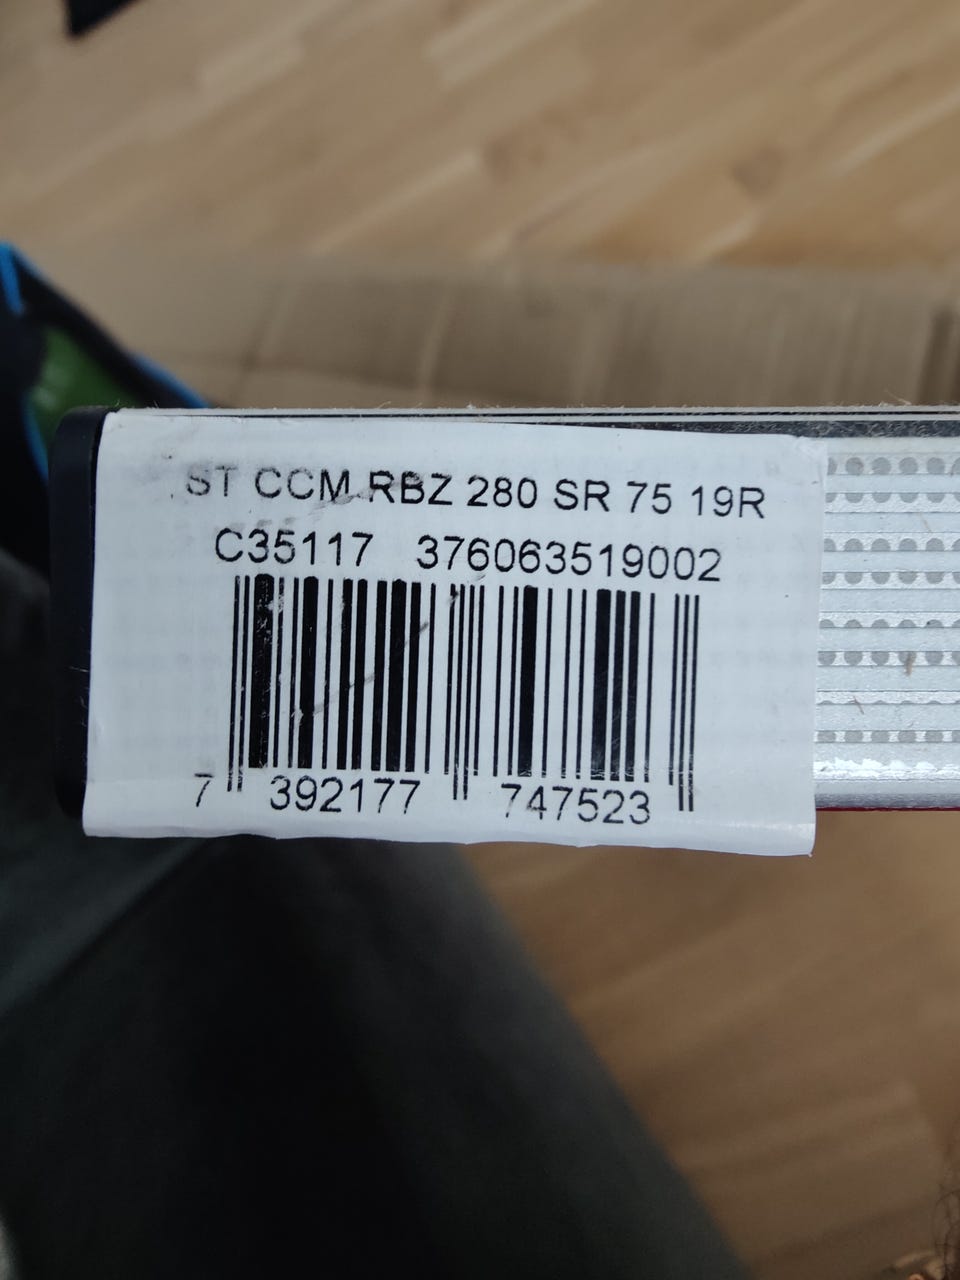 ST CCM RBZ 280 SR 75 19R
C35117 376063519002
7 392177 747523